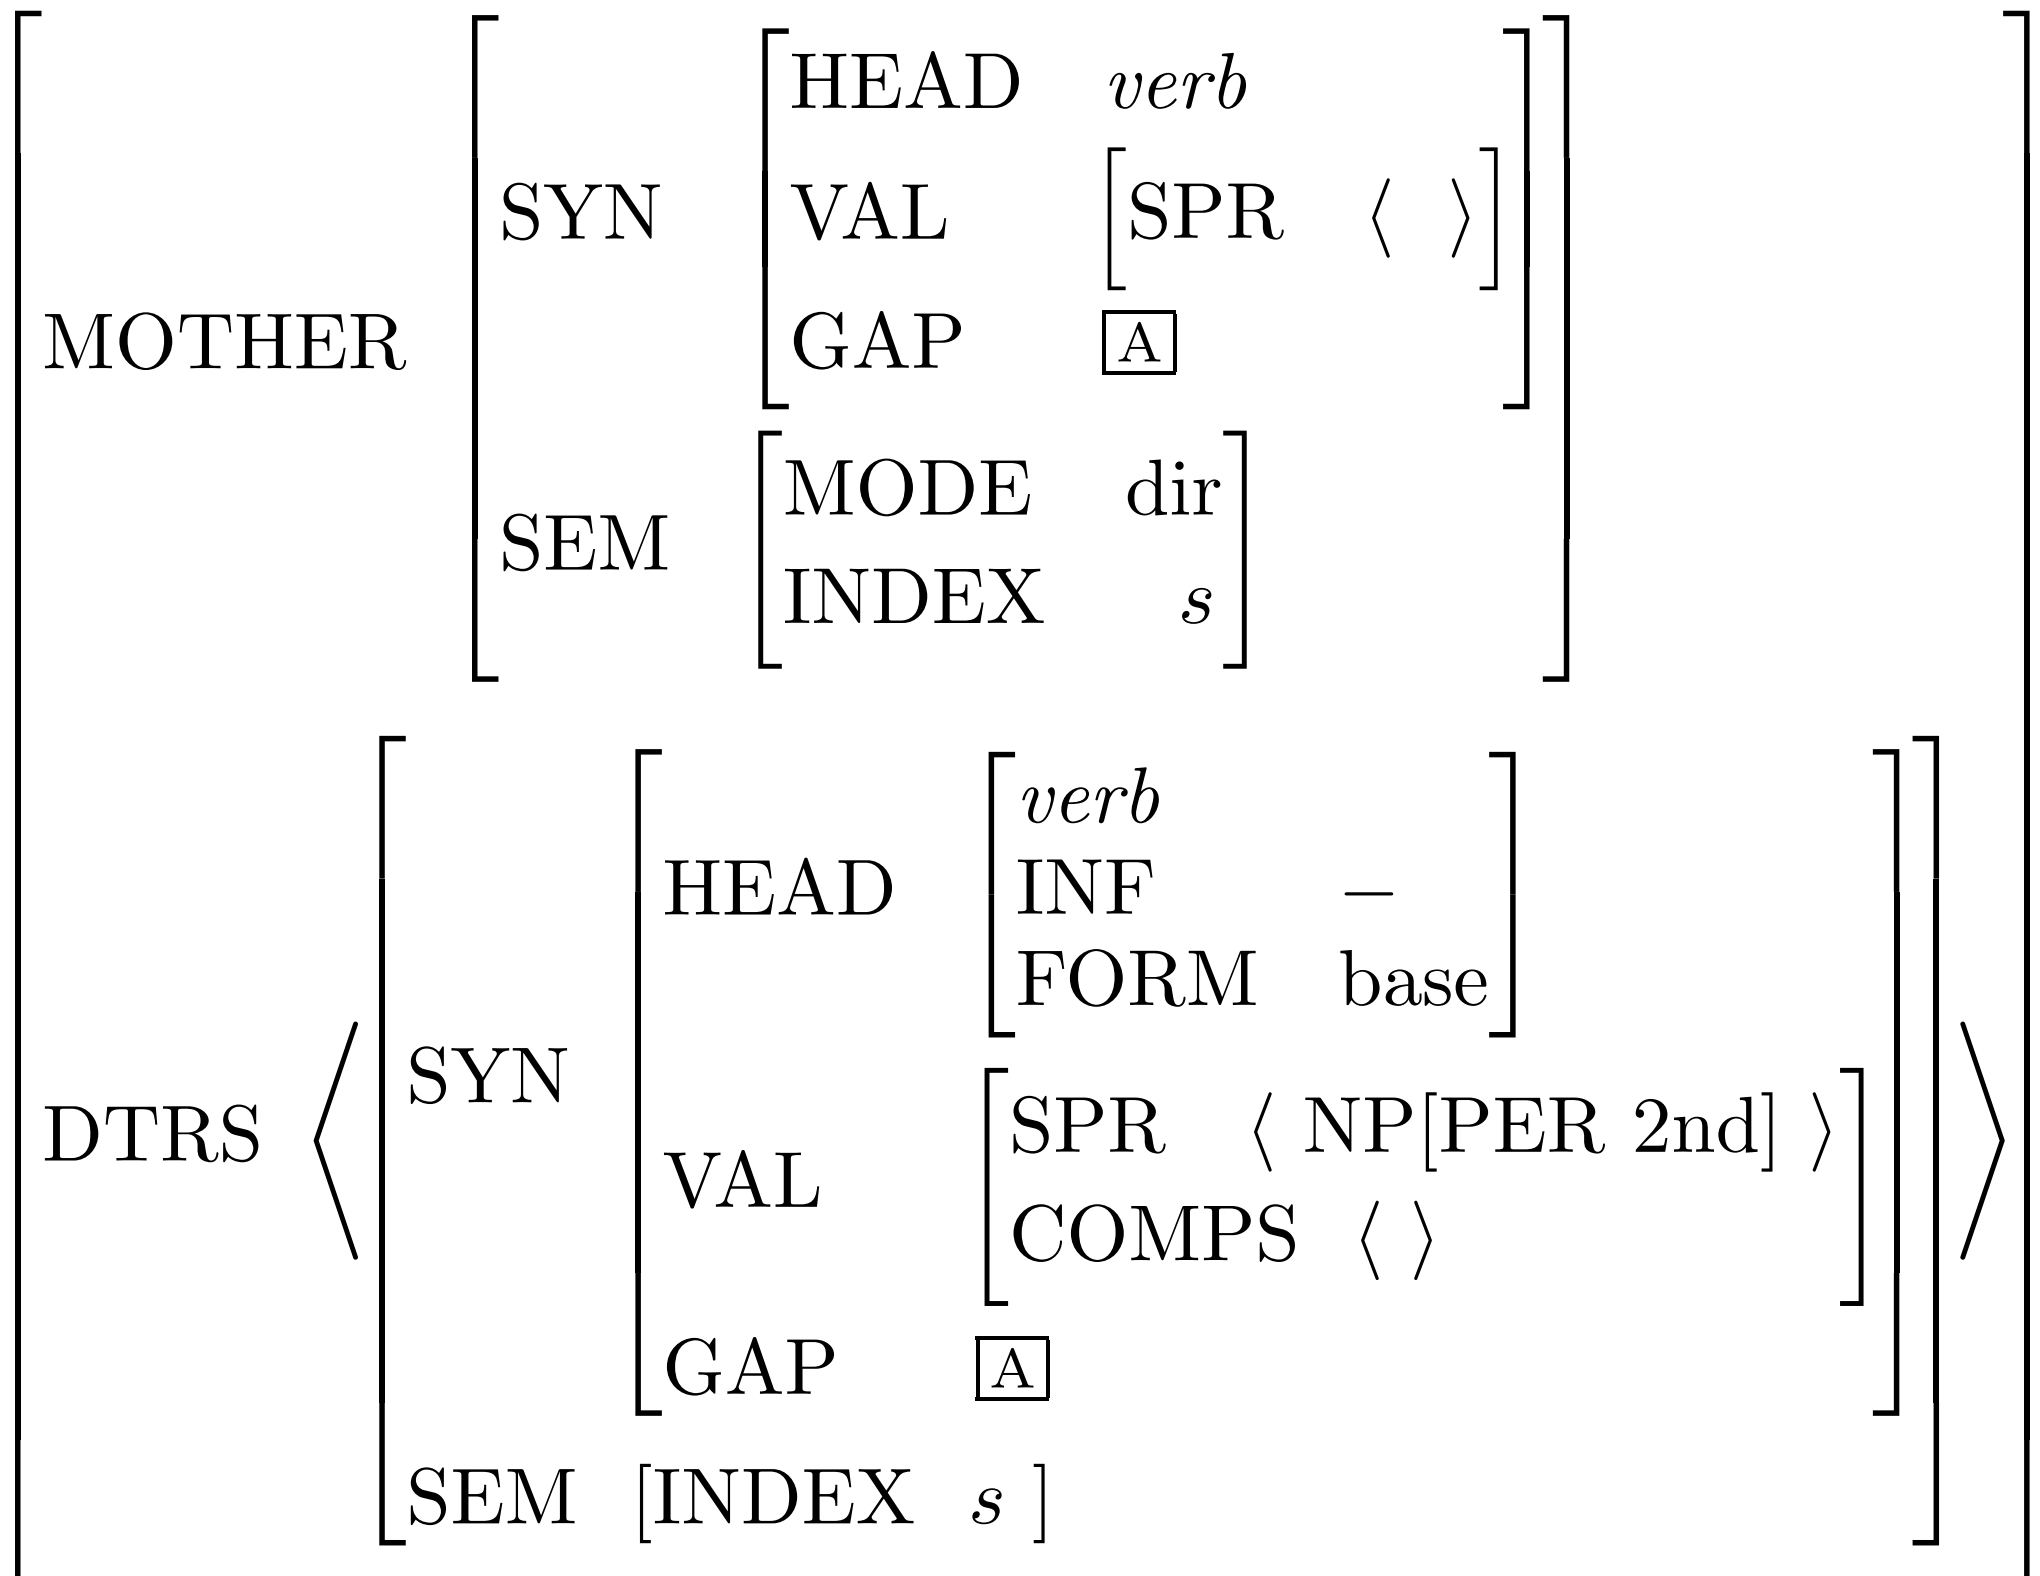 HEAD verb
SYN VAL [SPR ⟨ ⟩]
MOTHER GAP A
MODE dir
SEM
INDEX s
verb
HEAD INF −
FORM base
SYN
DTRS SPR ⟨ NP[PER 2nd] ⟩
VAL
COMPS ⟨ ⟩
GAP A
SEM [INDEX s ]